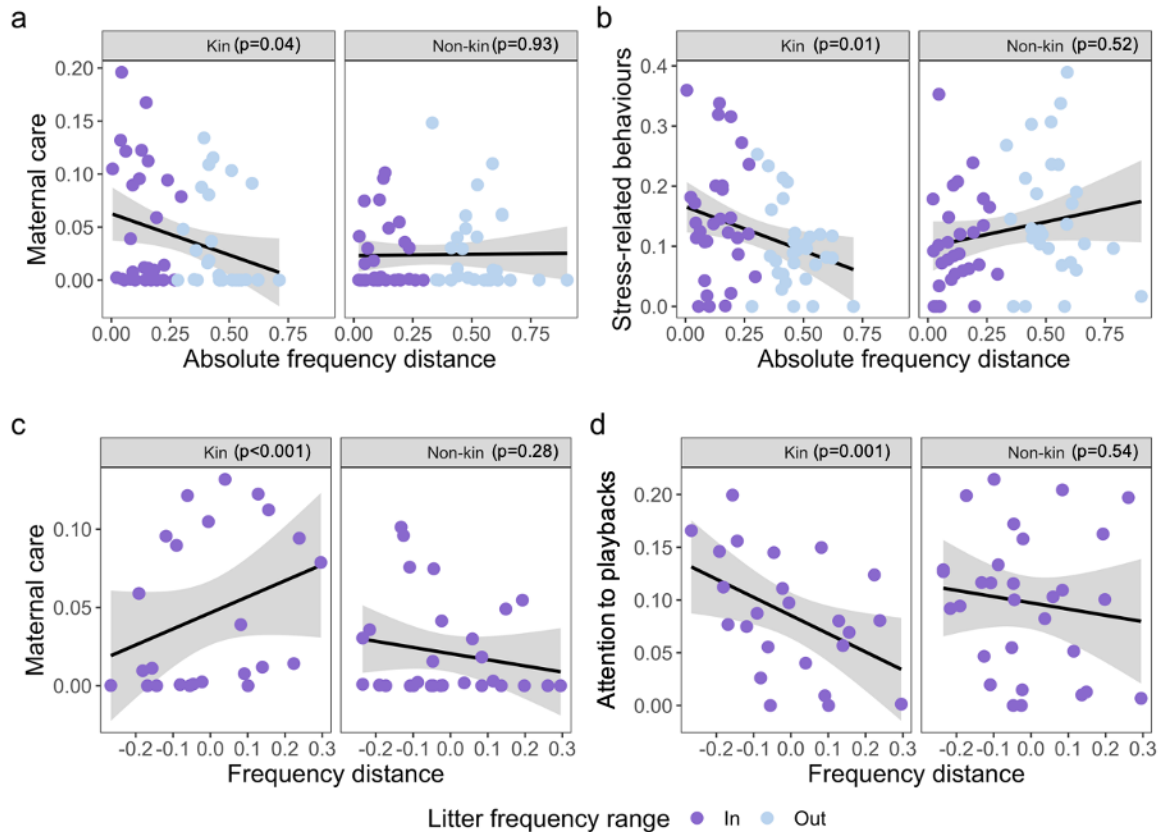 a
Kin (p=0.04)
Non-kin (p=0.93)
Maternal care
0.20
0.15
0.10
0.05
0.00
0.00 0.25 0.50 0.75
0.00 0.25 0.50 0.75
Absolute frequency distance
b
Kin (p=0.01)
Non-kin (p=0.52)
Stress-related behaviours
0.4
0.3
0.2
0.1
0.0
0.00 0.25 0.50 0.75
0.00 0.25 0.50 0.75
Absolute frequency distance
c
Kin (p<0.001)
Non-kin (p=0.28)
Maternal care
0.10
0.05
0.00
-0.2 -0.1 0.0 0.1 0.2 0.3
-0.2 -0.1 0.0 0.1 0.2 0.3
Frequency distance
d
Kin (p=0.001)
Non-kin (p=0.54)
Attention to playbacks
0.20
0.15
0.10
0.05
0.00
-0.2 -0.1 0.0 0.1 0.2 0.3
-0.2 -0.1 0.0 0.1 0.2 0.3
Frequency distance
Litter frequency range In Out